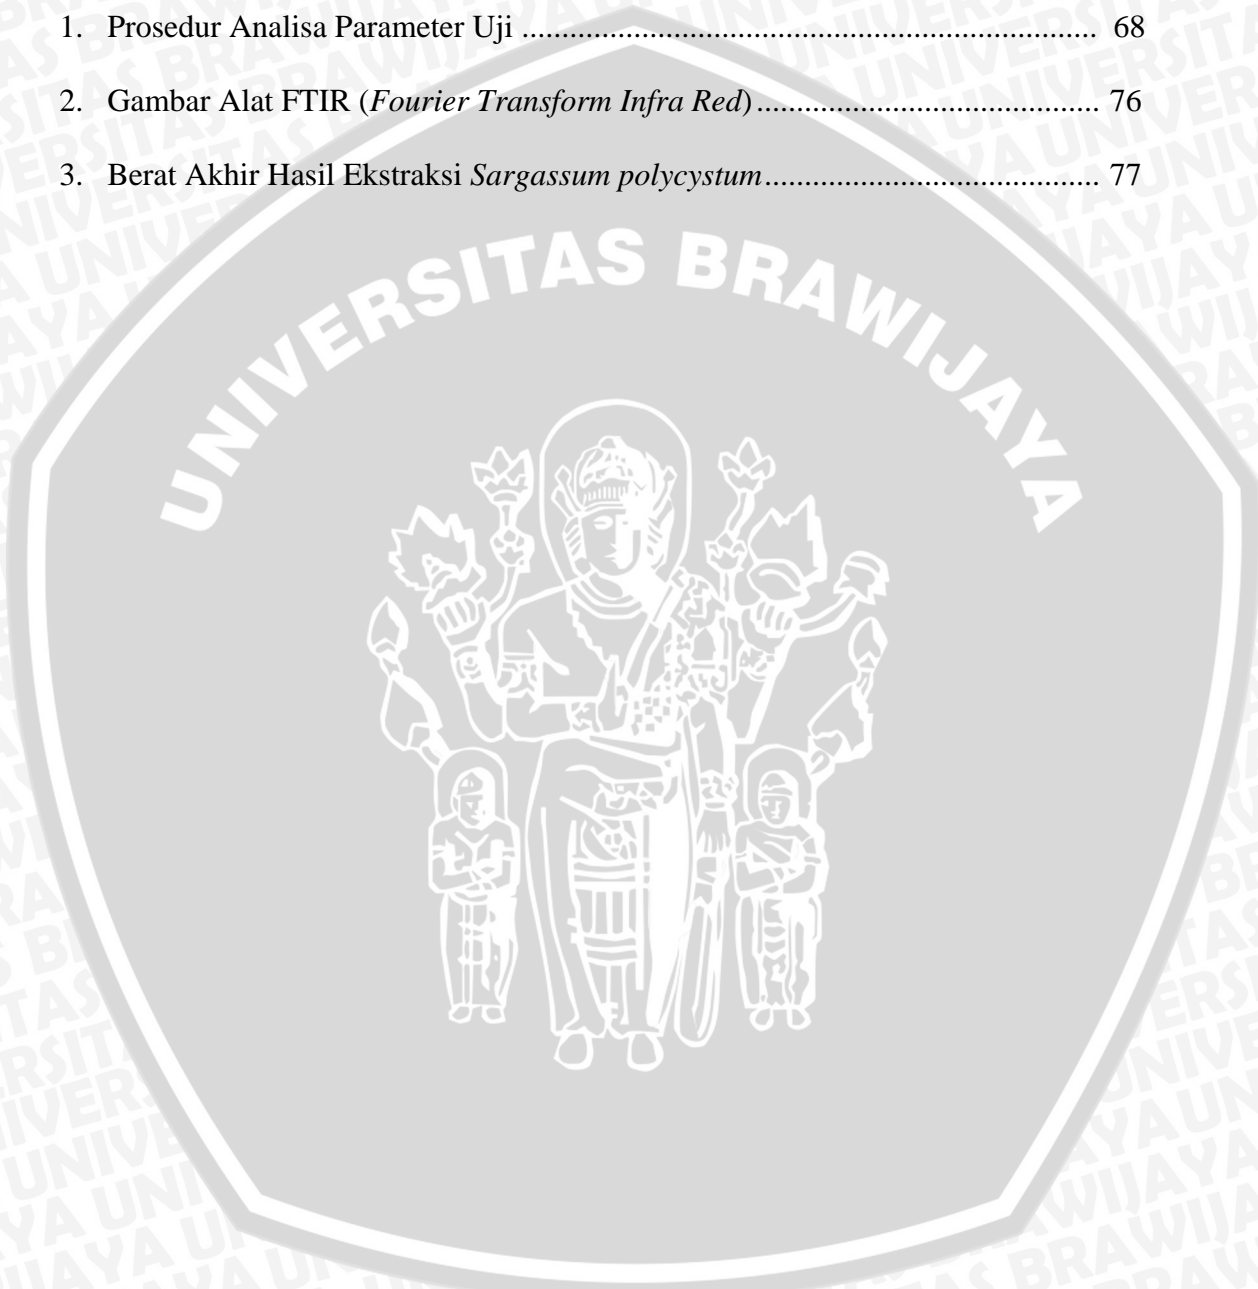 1. Prosedur Analisa Parameter Uji .......................................................................... 68
2. Gambar Alat FTIR (Fourier Transform Infra Red) ............................................ 76
3. Berat Akhir Hasil Ekstraksi Sargassum polycystum ........................................... 77
UNIVERSITAS BRAWIJAYA